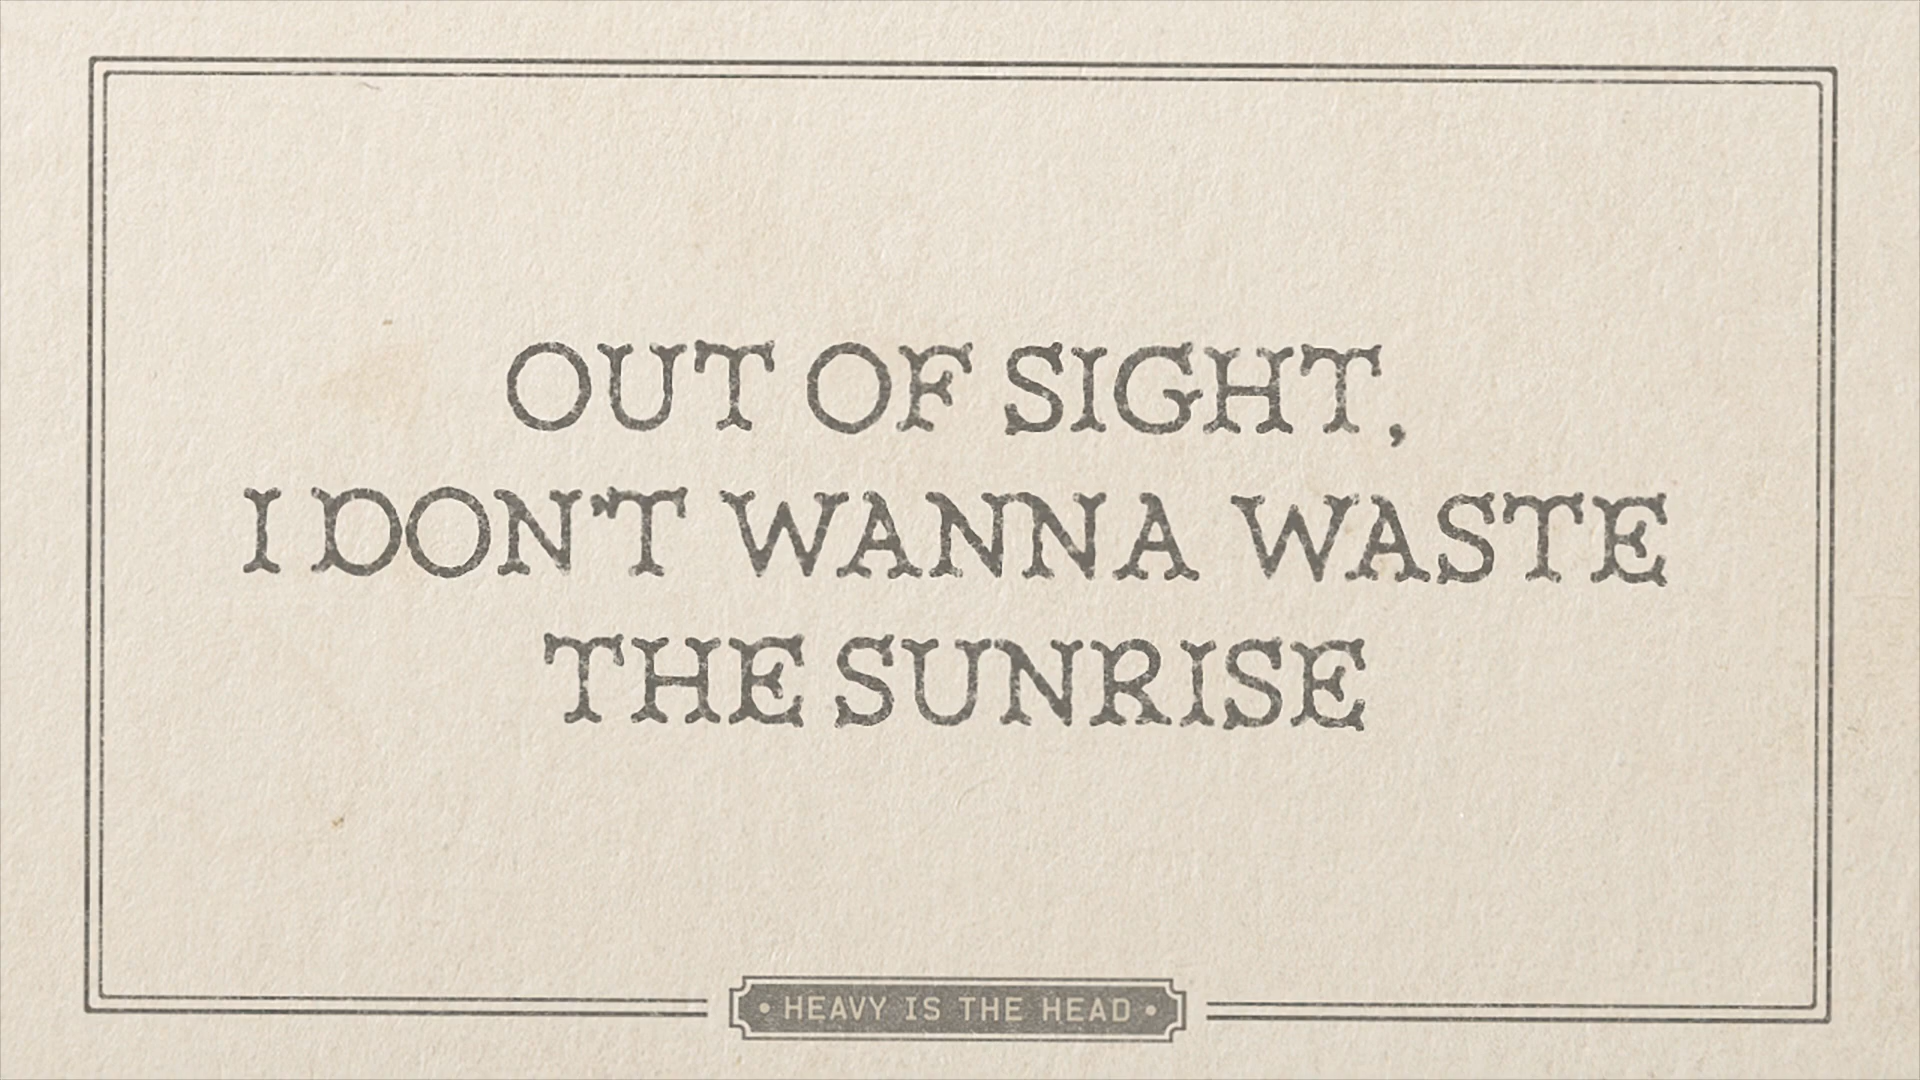 OUT OF SIGHT,
I DON'T WANNA WASTE
THE SUNRISE
• HEAVY IS THE HEAD •